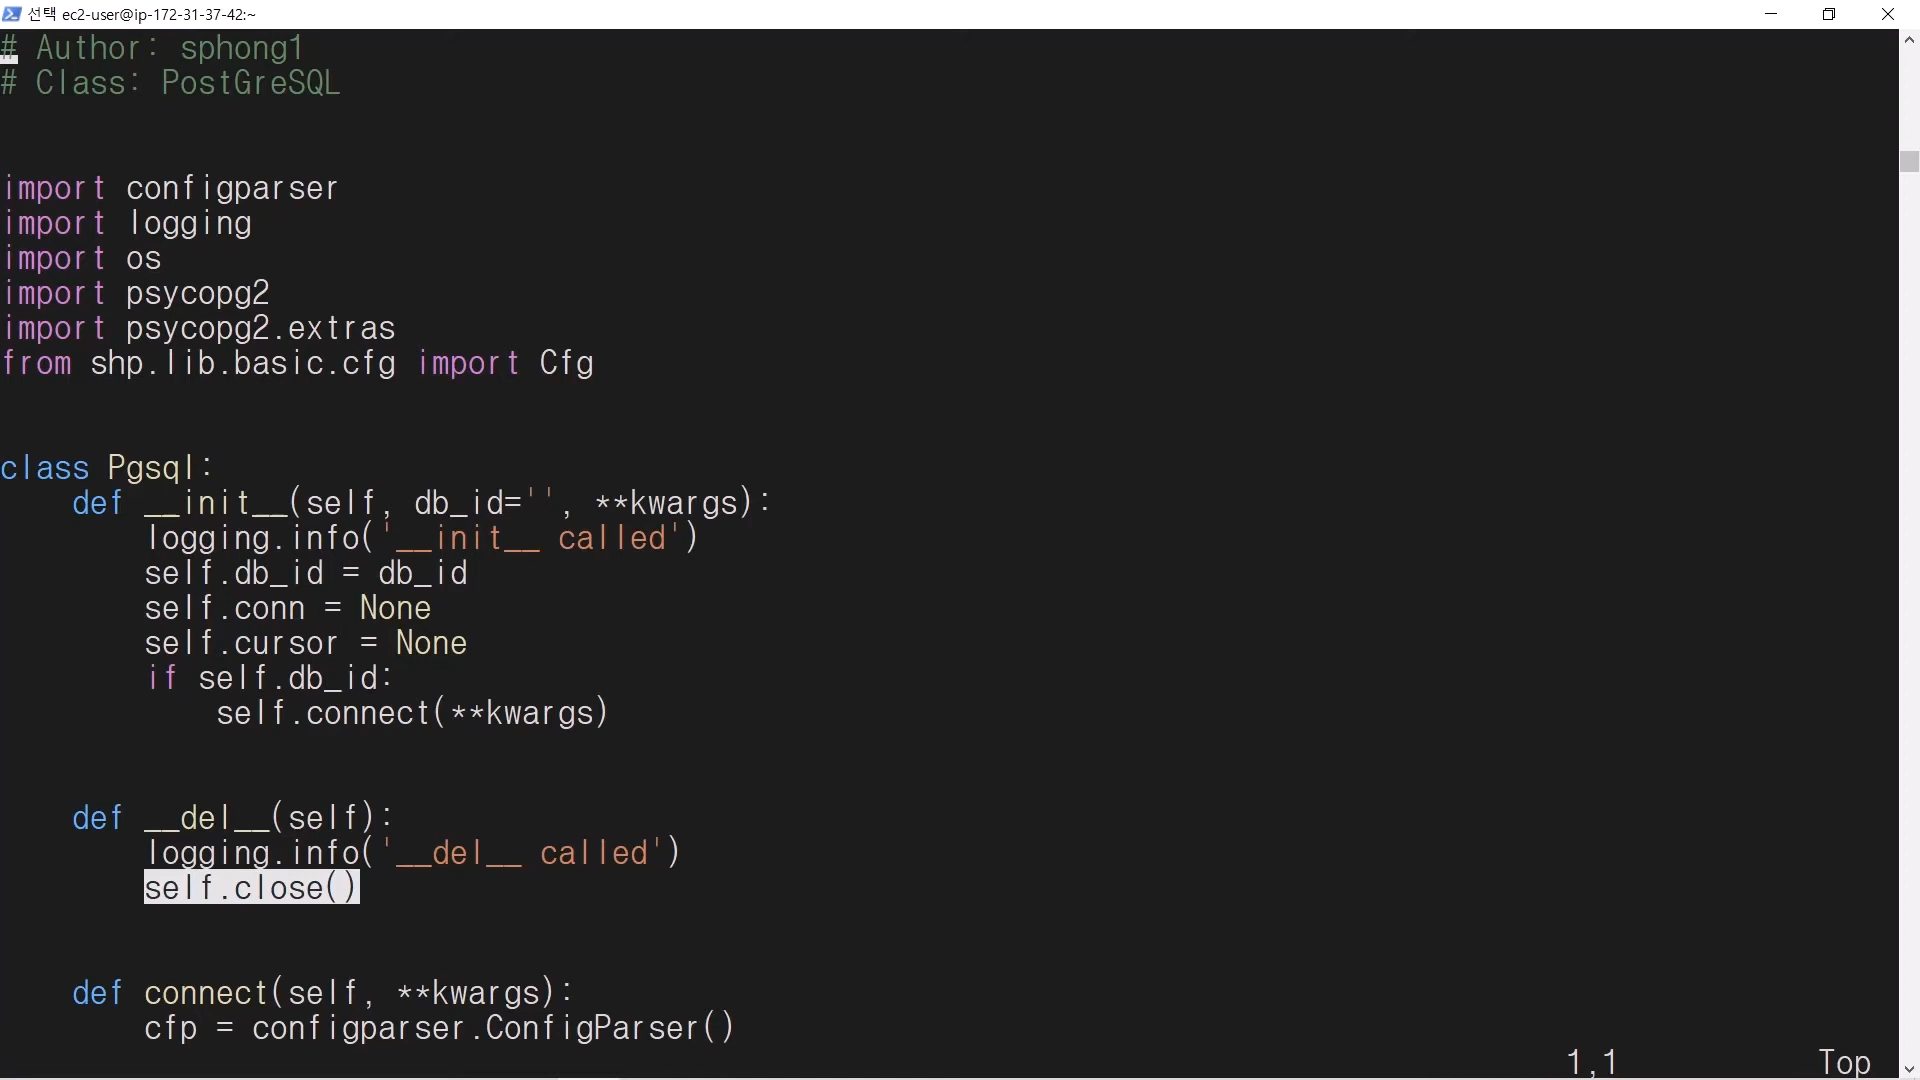 선택 ec2-user@ip-172-31-37-42:~
# Author: sphong1
# Class: PostGreSQL
import configparser
import logging
import os
import psycopg2
import psycopg2.extras
from shp.lib.basic.cfg import Cfg
class Pgsql:
    def __init__(self, db_id='', **kwargs):
        logging.info('__init__ called')
        self.db_id = db_id
        self.conn = None
        self.cursor = None
        if self.db_id:
            self.connect(**kwargs)
    def __del__(self):
        logging.info('__del__ called')
        self.close()
    def connect(self, **kwargs):
        cfp = configparser.ConfigParser()
1,1 Top